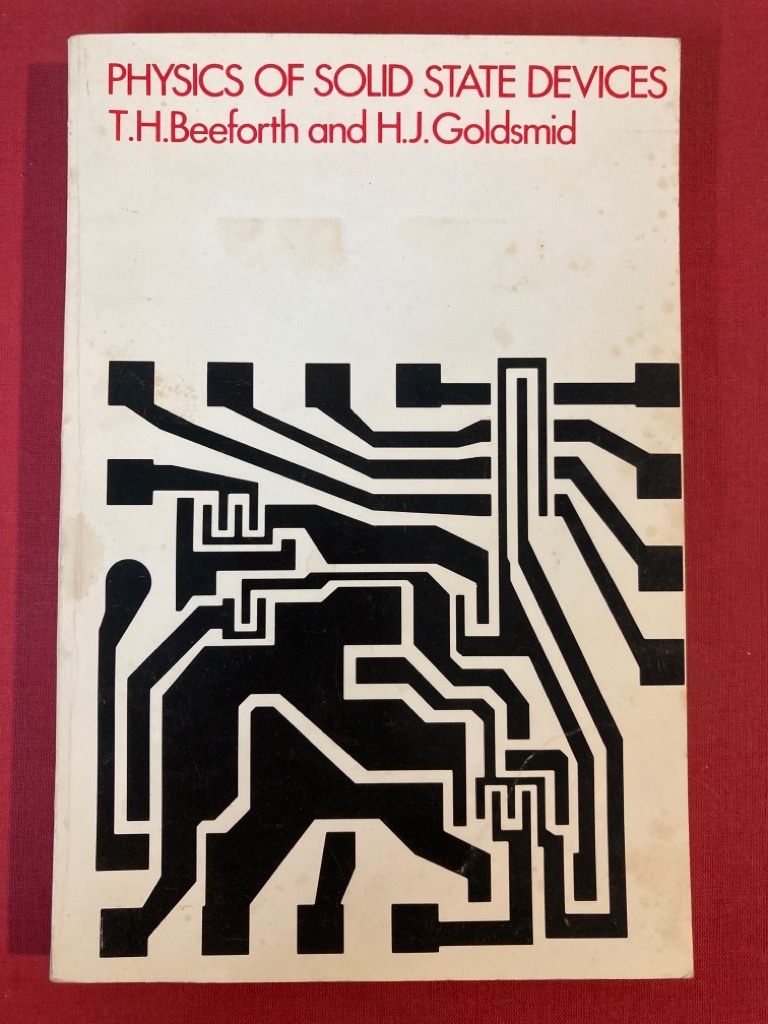 PHYSICS OF SOLID STATE DEVICES
T.H.Beeforth and H.J.Goldsmid